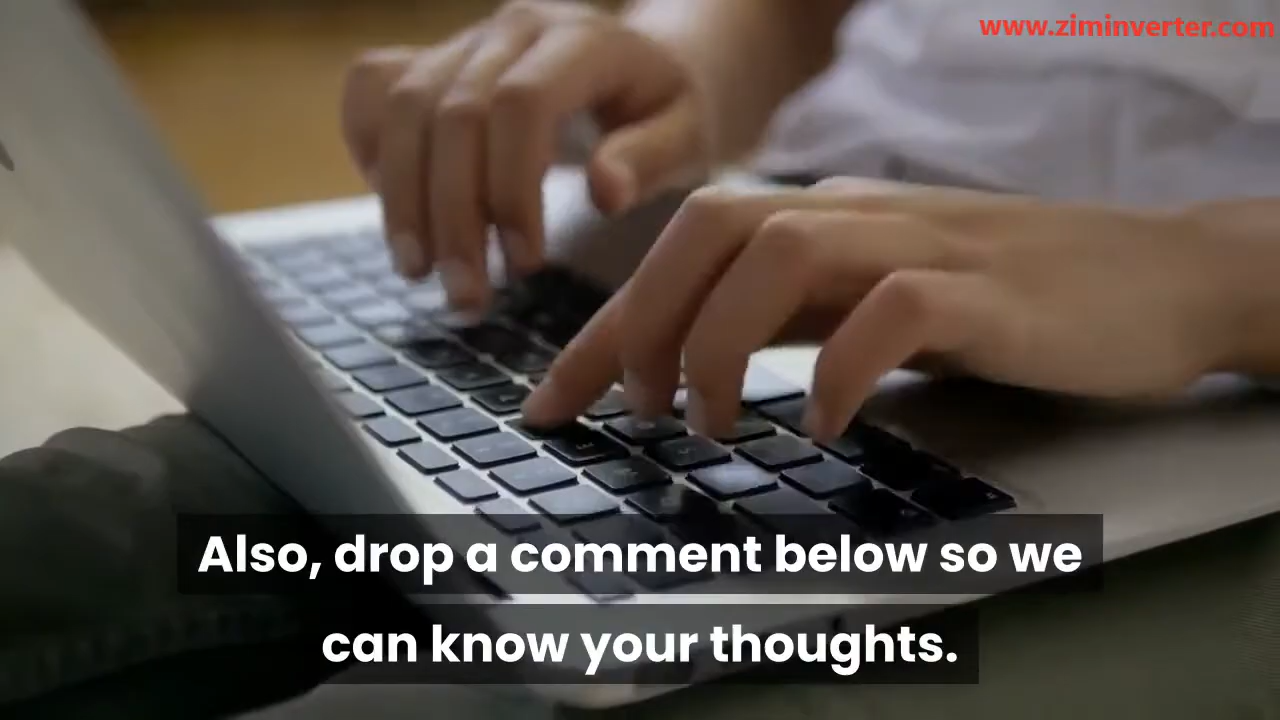 www.ziminverter.com
Also, drop a comment below so we
can know your thoughts.